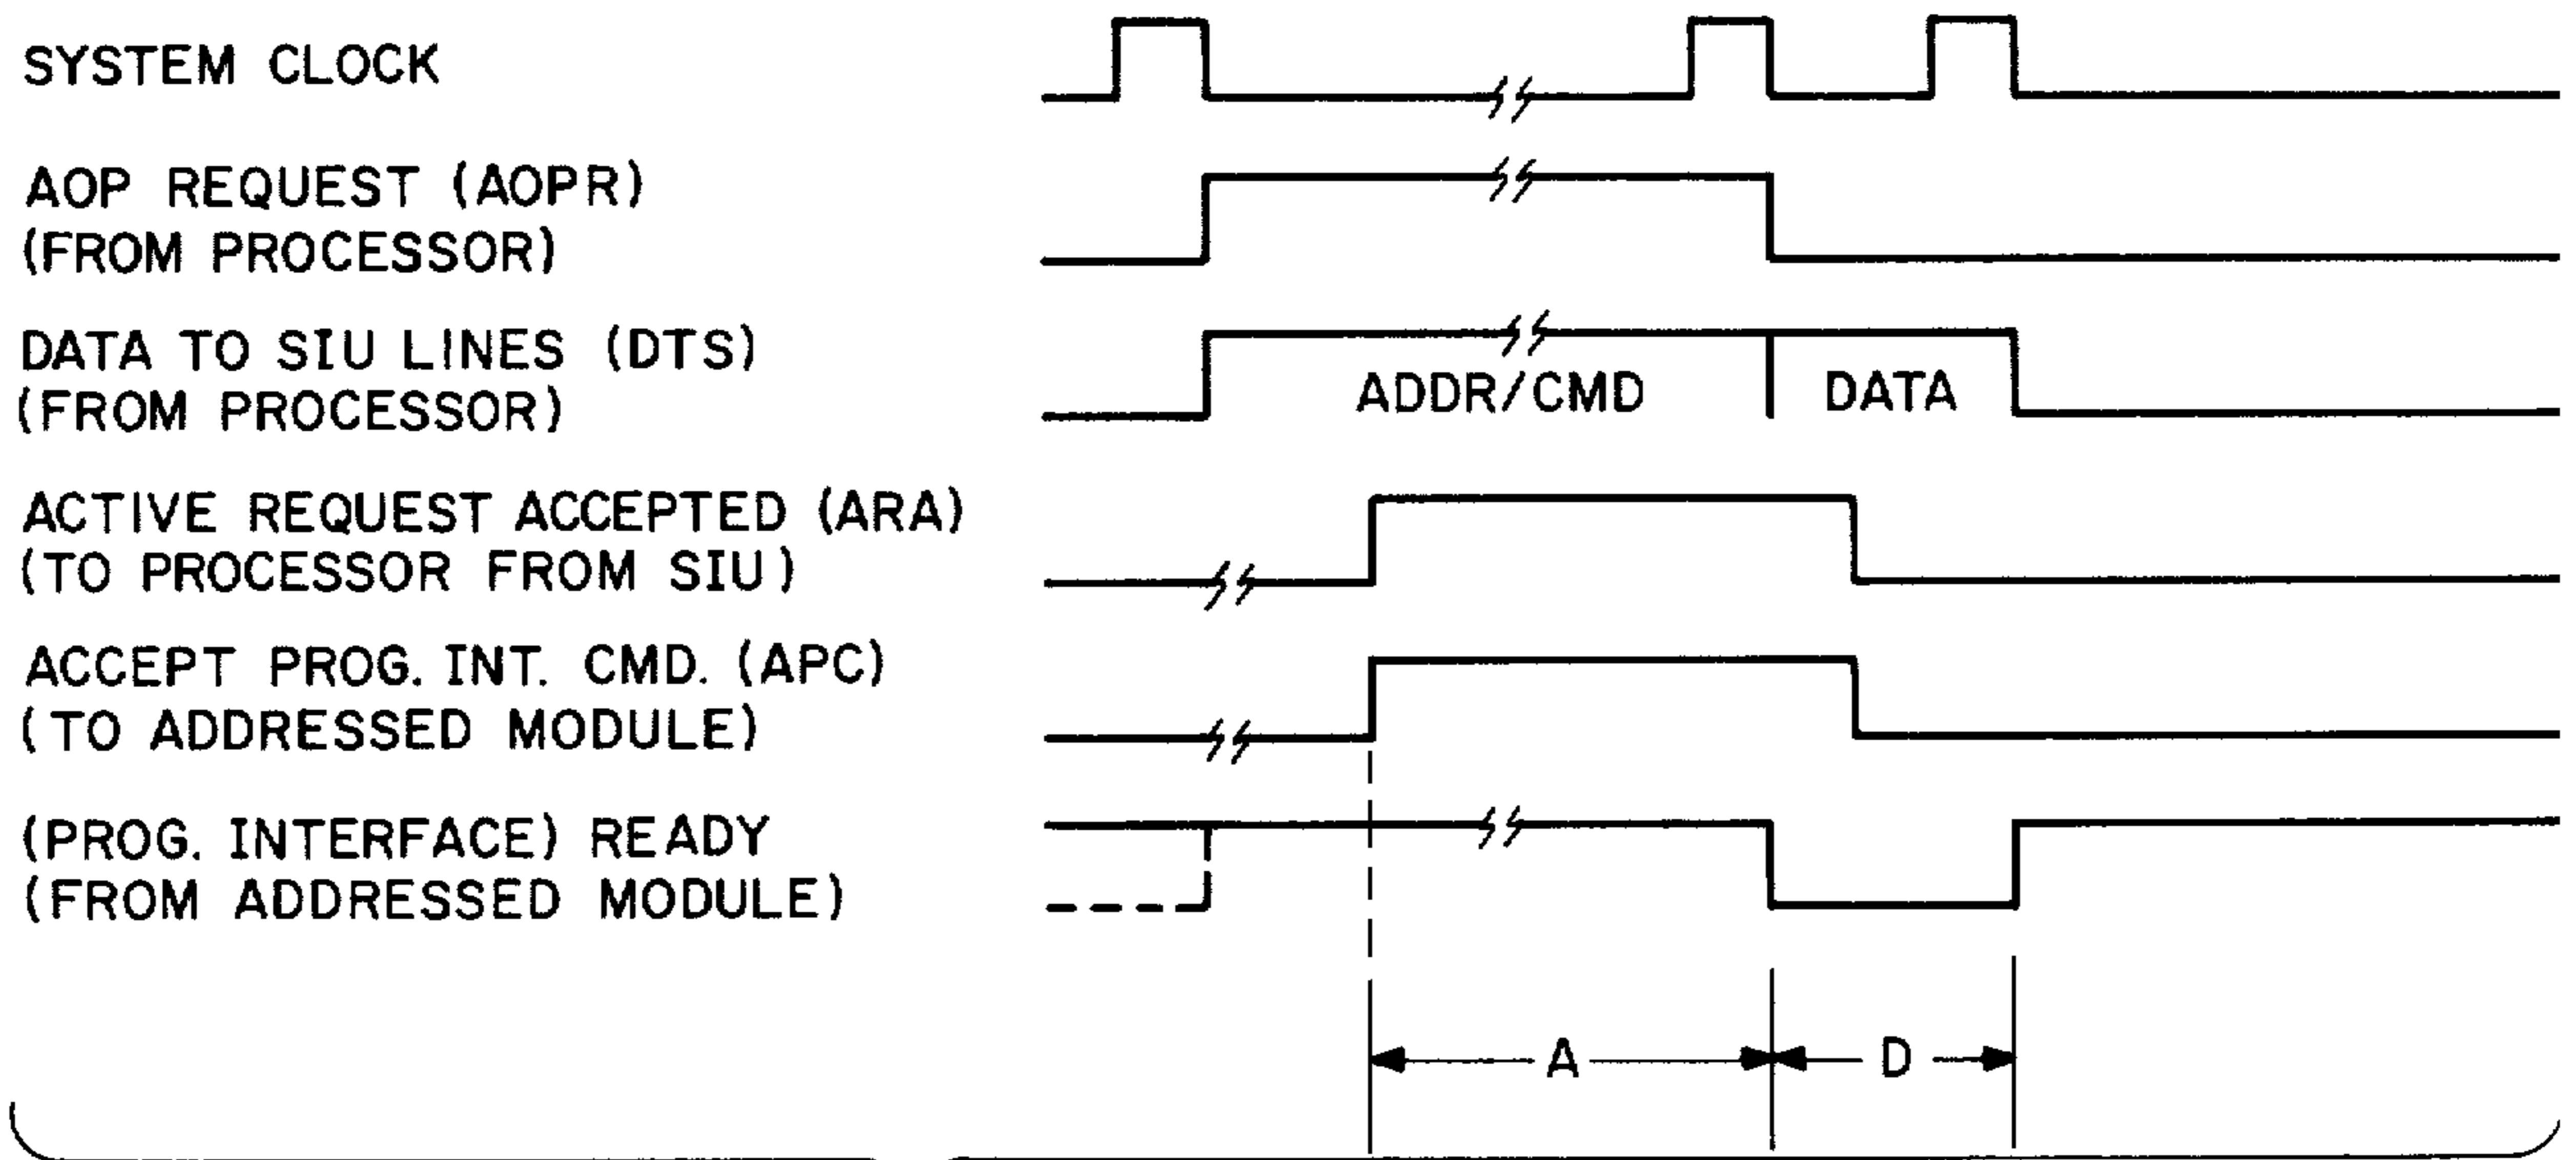 SYSTEM CLOCK
AOP REQUEST (AOPR)
(FROM PROCESSOR)
DATA TO SIU LINES (DTS)
(FROM PROCESSOR)
ADDR/CMD
DATA
ACTIVE REQUEST ACCEPTED (ARA)
(TO PROCESSOR FROM SIU)
ACCEPT PROG. INT. CMD. (APC)
(TO ADDRESSED MODULE)
(PROG. INTERFACE) READY
(FROM ADDRESSED MODULE)
A
D